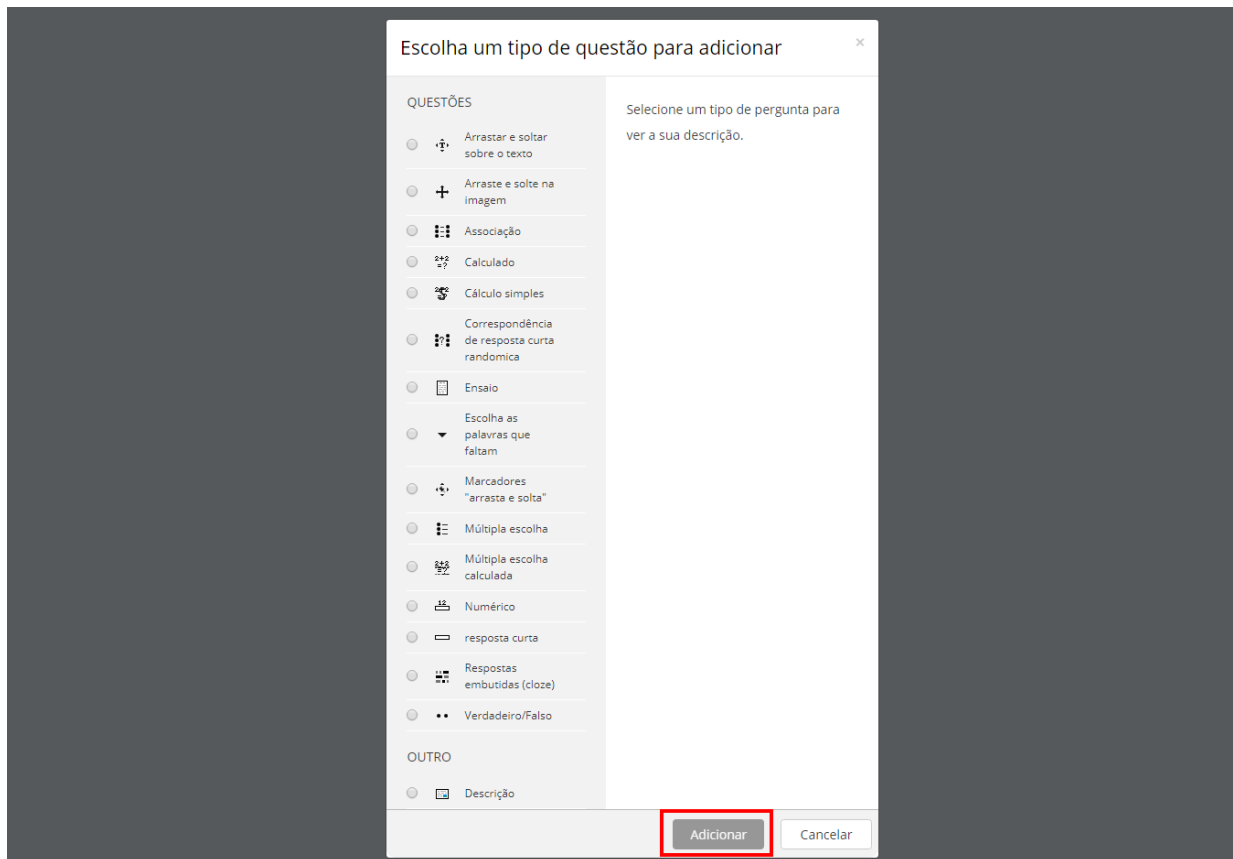 Escolha um tipo de questão para adicionar
×
QUESTÕES
Arrastar e soltar
sobre o texto
Arraste e solte na
imagem
Associação
2+2
=?
Calculado
Cálculo simples
Correspondência
de resposta curta
randomica
Ensaio
Escolha as
palavras que
faltam
Marcadores
"arrasta e solta"
Múltipla escolha
Múltipla escolha
calculada
12
Numérico
resposta curta
Respostas
embutidas (cloze)
Verdadeiro/Falso
OUTRO
Descrição
Selecione um tipo de pergunta para
ver a sua descrição.
Adicionar
Cancelar